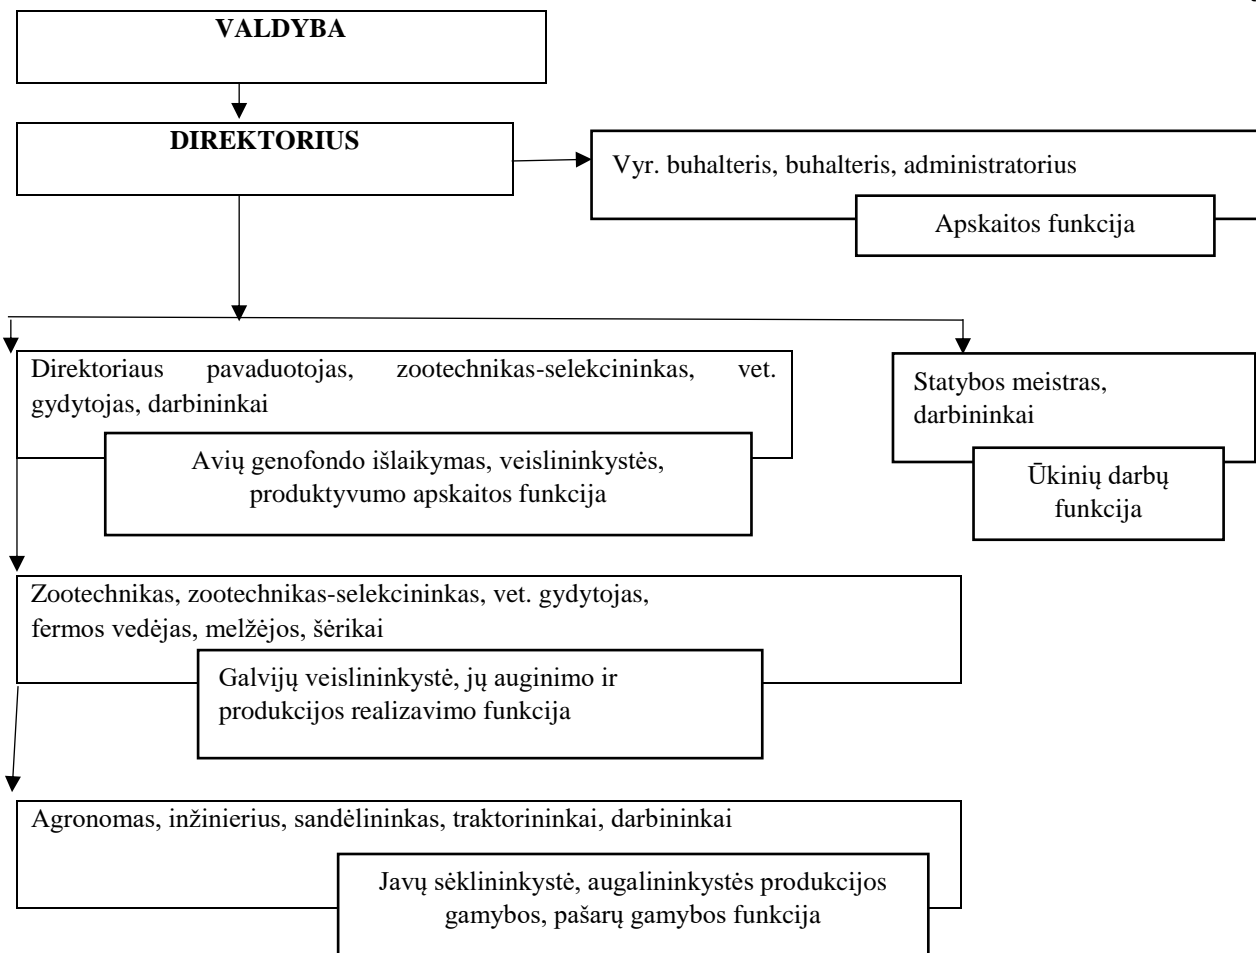 VALDYBA
DIREKTORIUS
Vyr. buhalteris, buhalteris, administratorius
Apskaitos funkcija
Direktoriaus pavaduotojas, zootechnikas-selekcininkas, vet.
gydytojas, darbininkai
Avių genofondo išlaikymas, veislininkystės,
produktyvumo apskaitos funkcija
Statybos meistras,
darbininkai
Ūkinių darbų
funkcija
Zootechnikas, zootechnikas-selekcininkas, vet. gydytojas,
fermos vedėjas, melžėjos, šėrikai
Galvijų veislininkystė, jų auginimo ir
produkcijos realizavimo funkcija
Agronomas, inžinierius, sandėlininkas, traktorininkai, darbininkai
Javų sėklininkystė, augalininkystės produkcijos
gamybos, pašarų gamybos funkcija